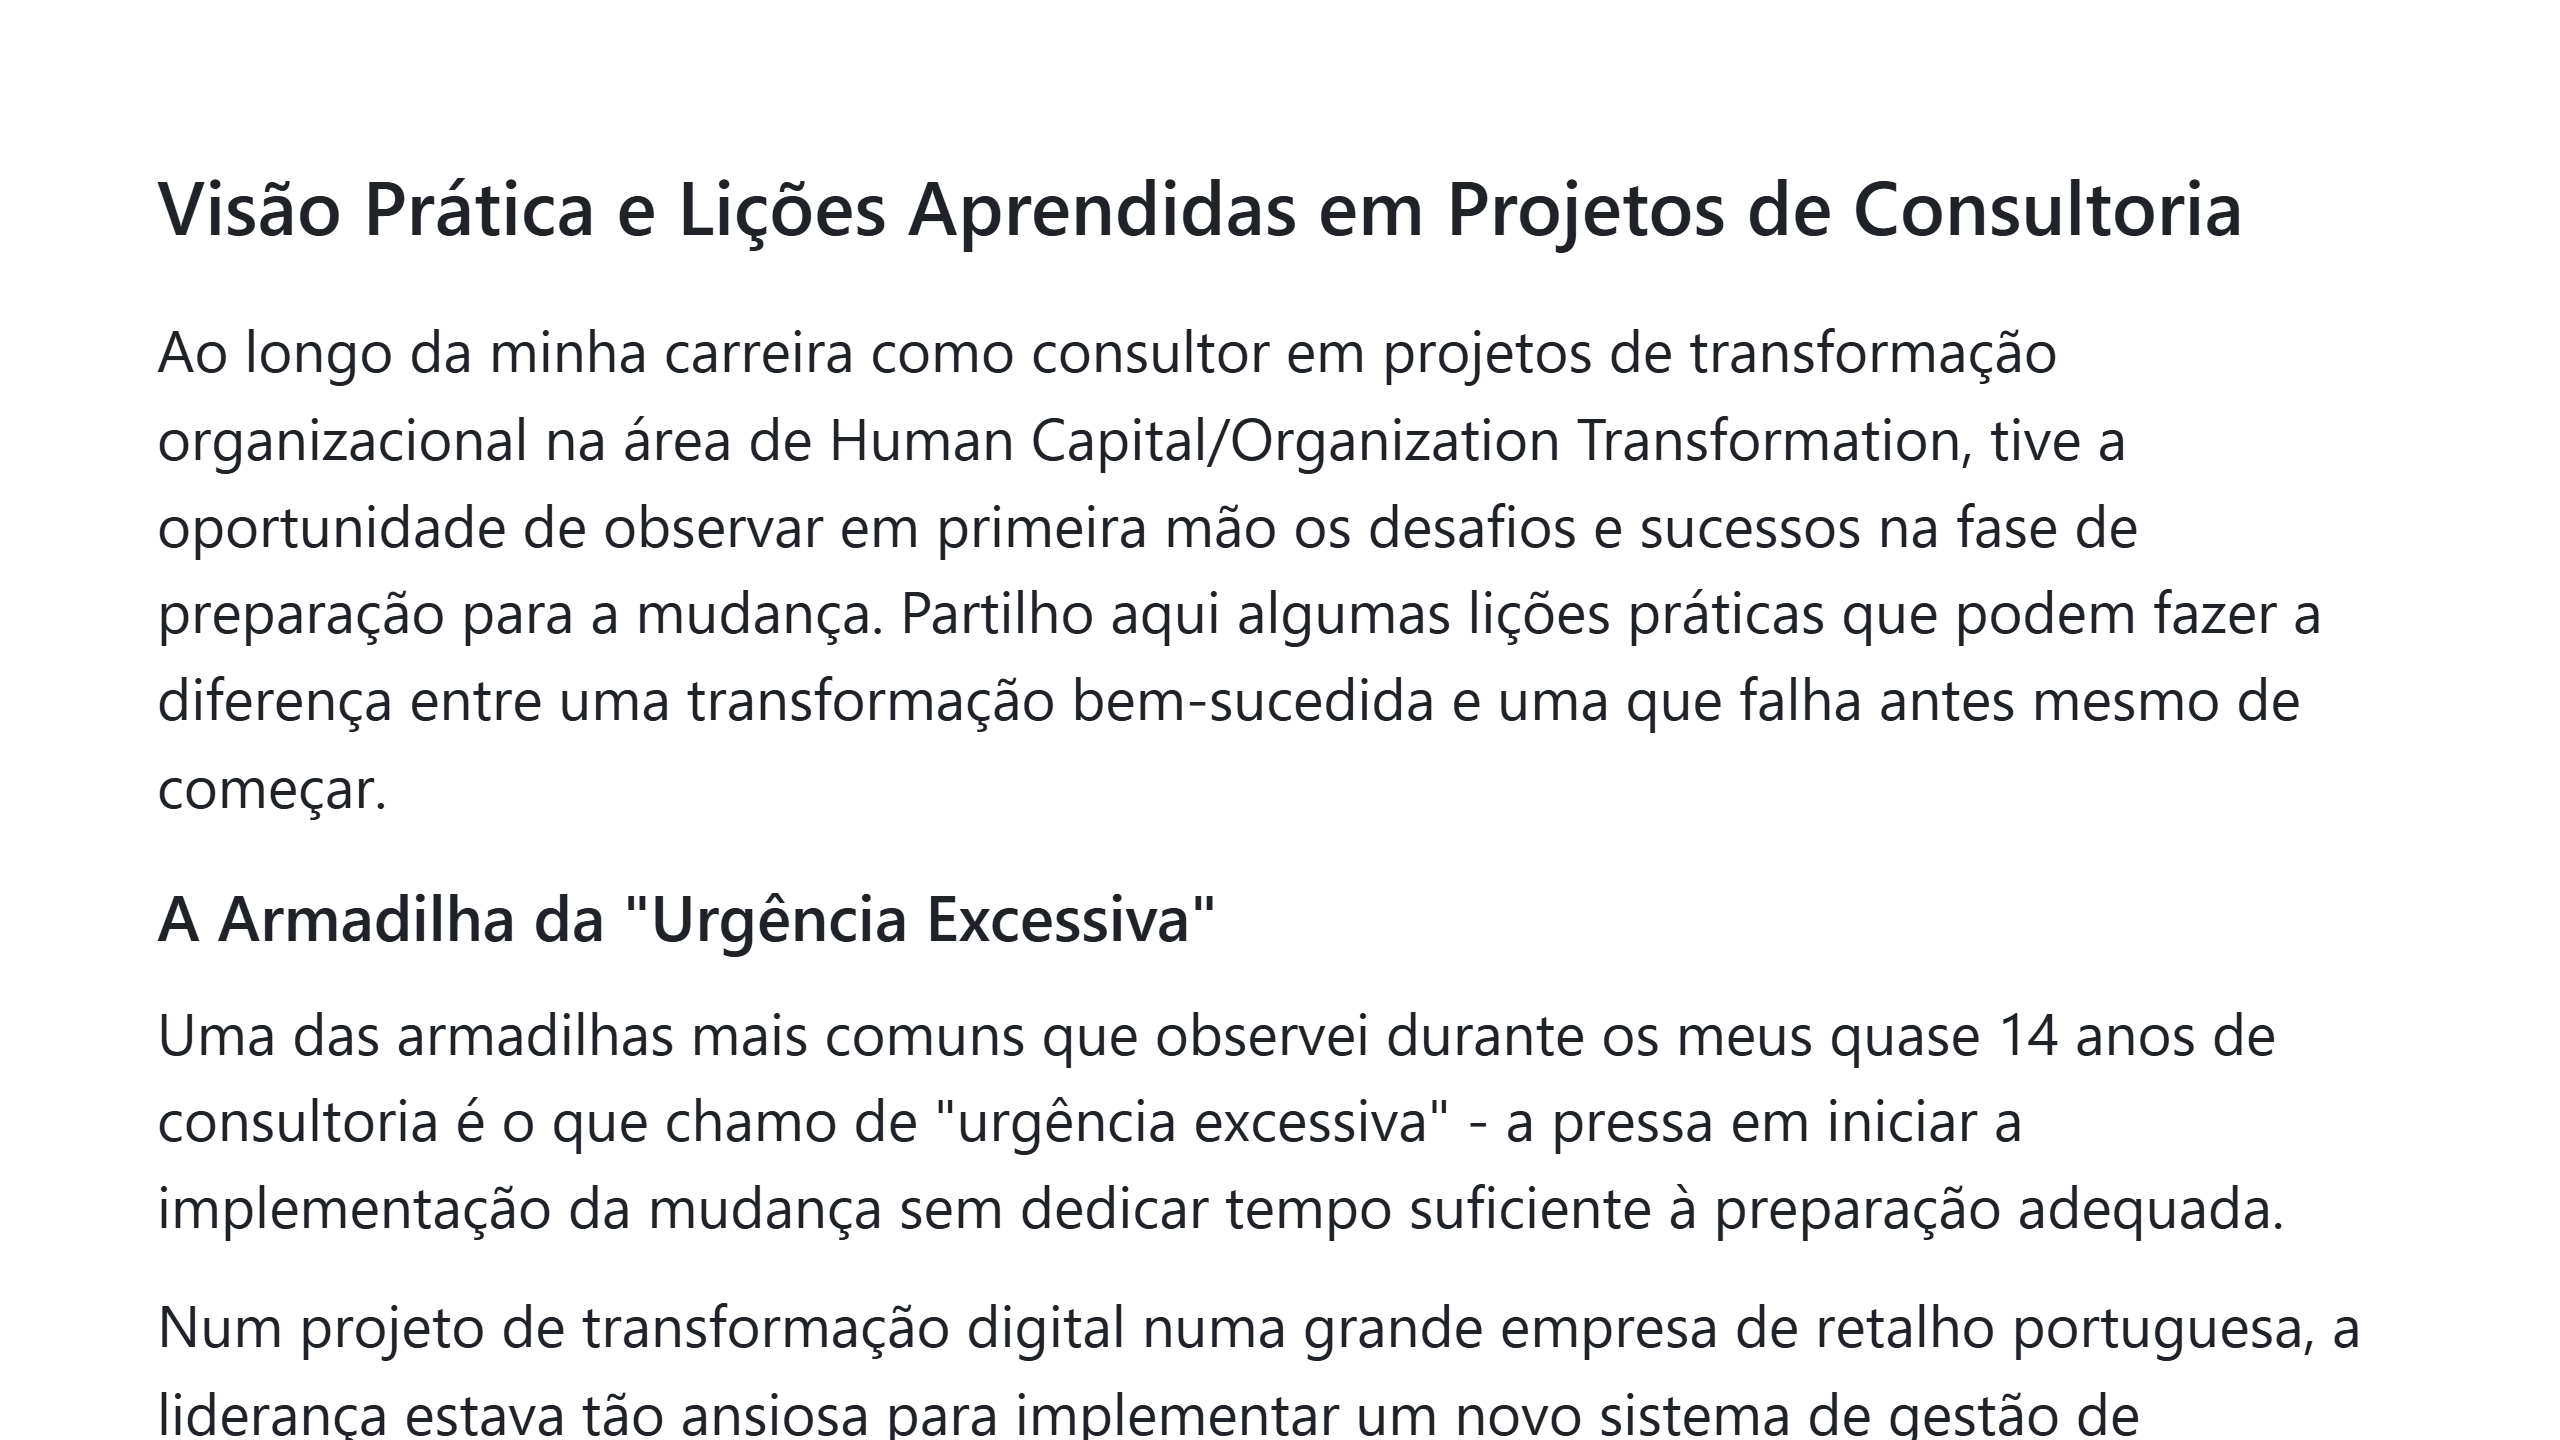 Visão Prática e Lições Aprendidas em Projetos de Consultoria
Ao longo da minha carreira como consultor em projetos de transformação
organizacional na área de Human Capital/Organization Transformation, tive a
oportunidade de observar em primeira mão os desafios e sucessos na fase de
preparação para a mudança. Partilho aqui algumas lições práticas que podem fazer a
diferença entre uma transformação bem-sucedida e uma que falha antes mesmo de
começar.
A Armadilha da "Urgência Excessiva"
Uma das armadilhas mais comuns que observei durante os meus quase 14 anos de
consultoria é o que chamo de "urgência excessiva" - a pressa em iniciar a
implementação da mudança sem dedicar tempo suficiente à preparação adequada.
Num projeto de transformação digital numa grande empresa de retalho portuguesa, a
liderança estava tão ansiosa para implementar um novo sistema de gestão de